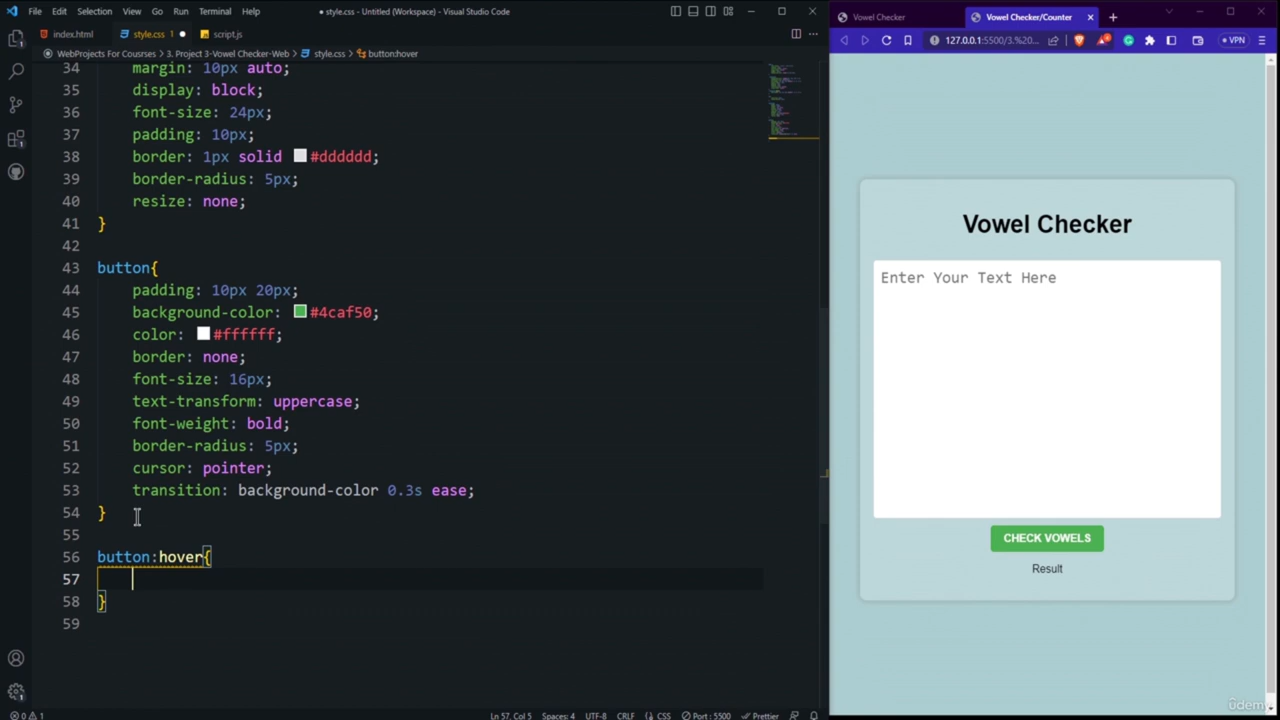 File Edit Selection View Go Run Terminal Help
● style.css - Untitled (Workspace) - Visual Studio Code
Vowel Checker
Vowel Checker/Counter
index.html
style.css 1
script.js
127.0.0.1:5500/3.%20...
VPN
WebProjects For Courses > 3. Project 3-Vowel Checker-Web > style.css > button:hover
34 margin: 10px auto;
35 display: block;
36 font-size: 24px;
37 padding: 10px;
38 border: 1px solid #dddddd;
39 border-radius: 5px;
40 resize: none;
41 }
42
43 button{
44 padding: 10px 20px;
45 background-color: #4caf50;
46 color: #ffffff;
47 border: none;
48 font-size: 16px;
49 text-transform: uppercase;
50 font-weight: bold;
51 border-radius: 5px;
52 cursor: pointer;
53 transition: background-color 0.3s ease;
54 }
55
56 button:hover{
57
58 }
59
Vowel Checker
Enter Your Text Here
CHECK VOWELS
Result
0 1 Ln 57, Col 5 Spaces: 4 UTF-8 CRLF CSS Port : 5500 Prettier
ûdemy